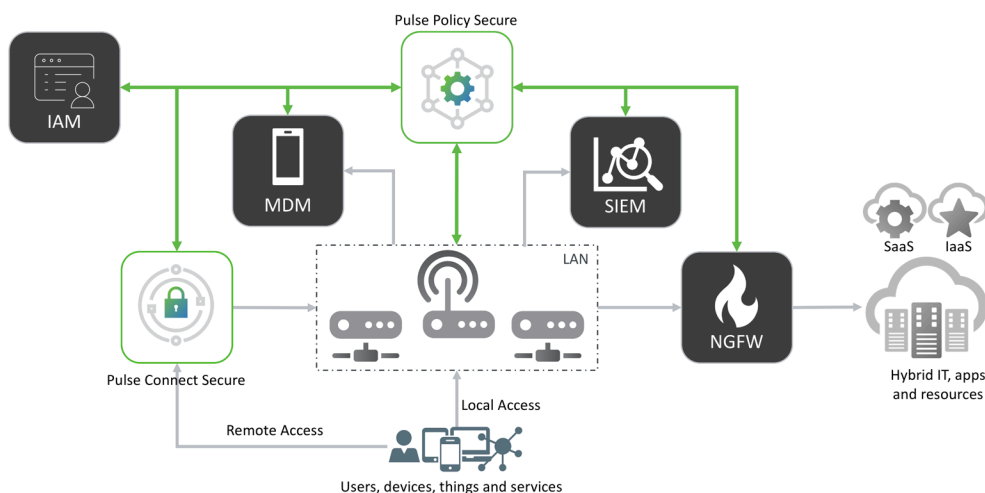 Pulse Policy Secure
IAM
MDM
SIEM
LAN
SaaS
IaaS
NGFW
Pulse Connect Secure
Hybrid IT, apps
and resources
Local Access
Remote Access
Users, devices, things and services